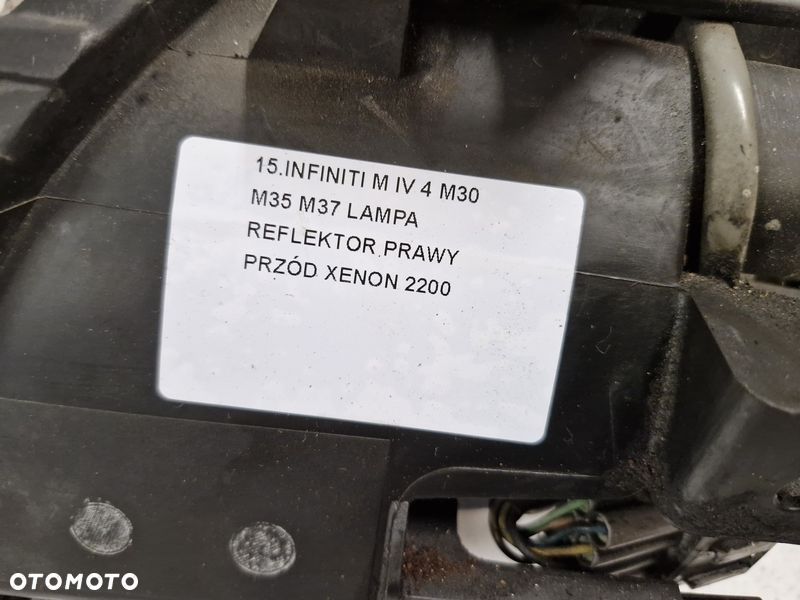 15.INFINITI M IV 4 M30
M35 M37 LAMPA
REFLEKTOR PRAWY
PRZÓD XENON 2200
OTOMOTO